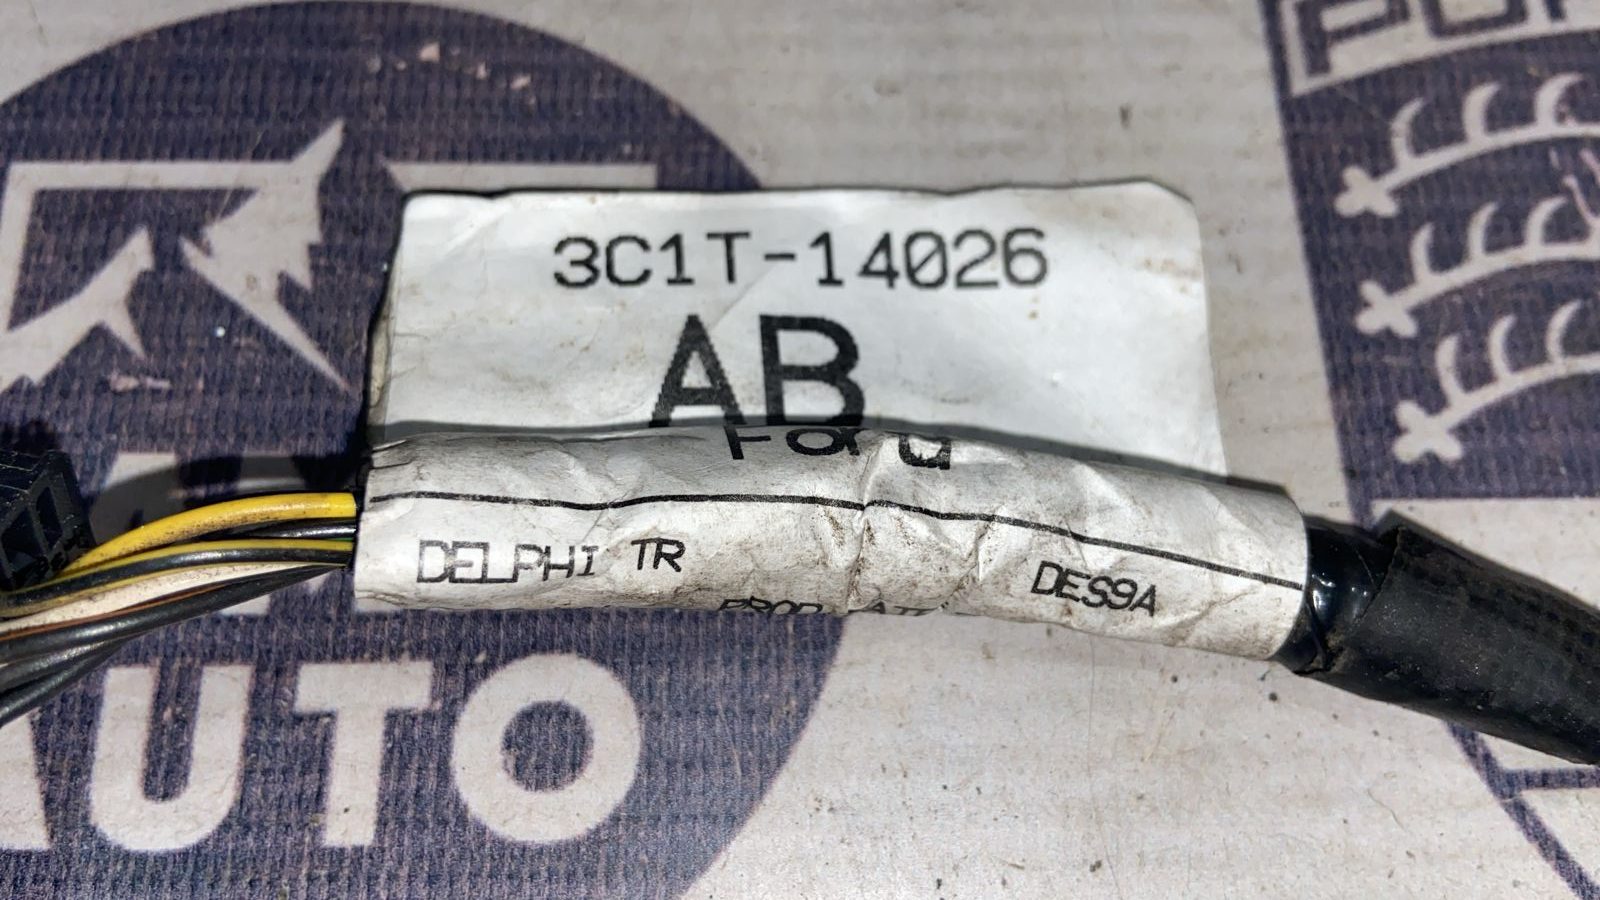 3C1T-14026
AB
Ford
DELPHI TR
DES9A
AUTO